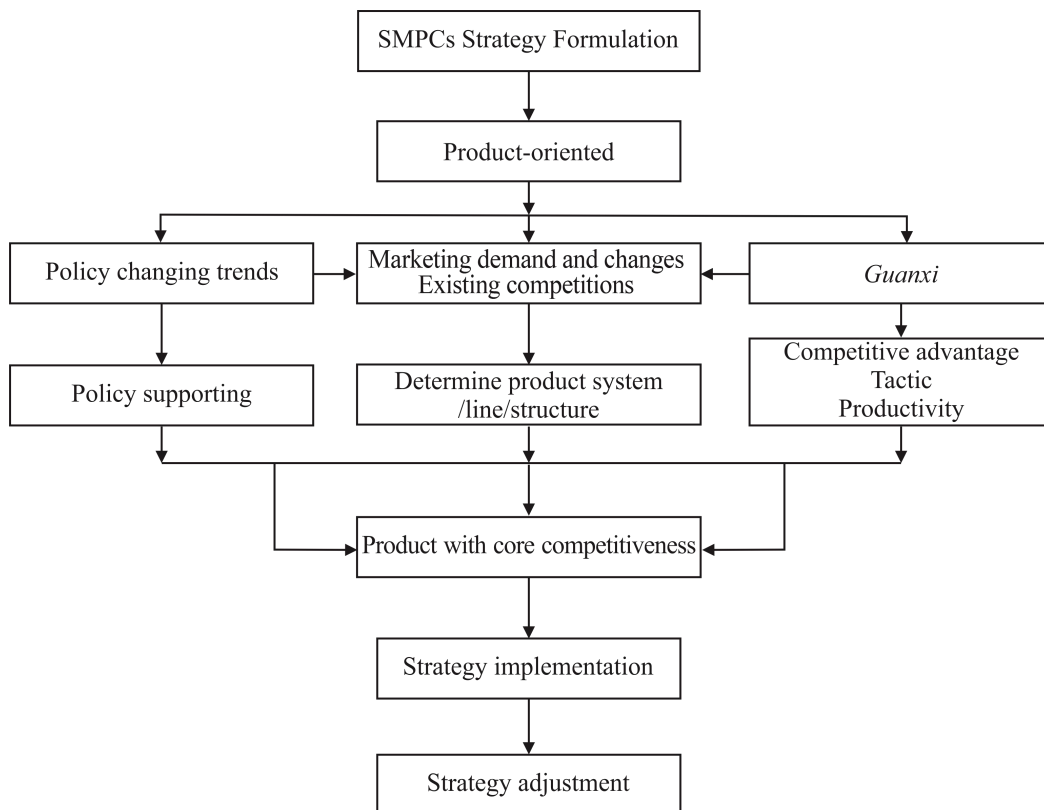 SMPCs Strategy Formulation
Product-oriented
Policy changing trends
Marketing demand and changes
Existing competitions
Guanxi
Policy supporting
Determine product system
/line/structure
Competitive advantage
Tactic
Productivity
Product with core competitiveness
Strategy implementation
Strategy adjustment